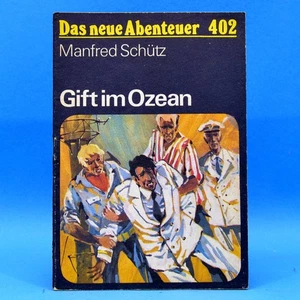 Das neue Abenteuer 402
Manfred Schütz
Gift im Ozean